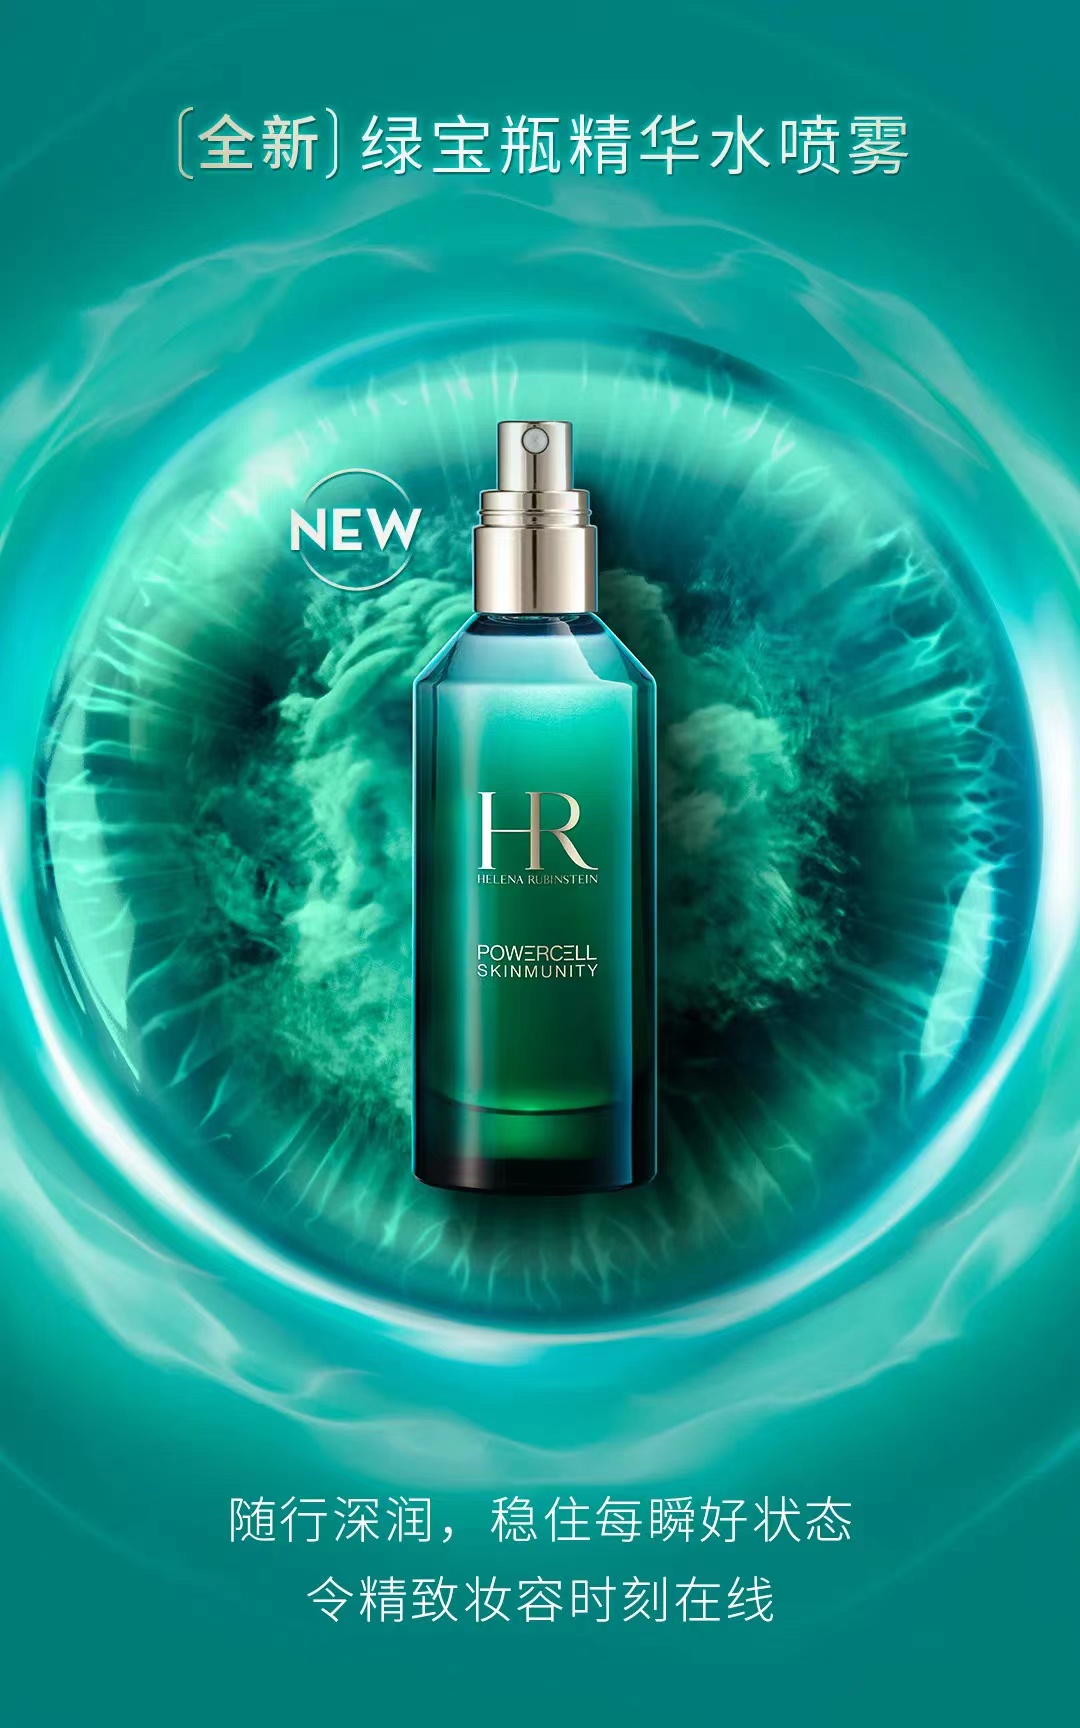 [全新] 绿宝瓶精华水喷雾
NEW
HR
HELENA RUBINSTEIN
POWERCELL
SKINMUNITY
随行深润，稳住每瞬好状态
令精致妆容时刻在线